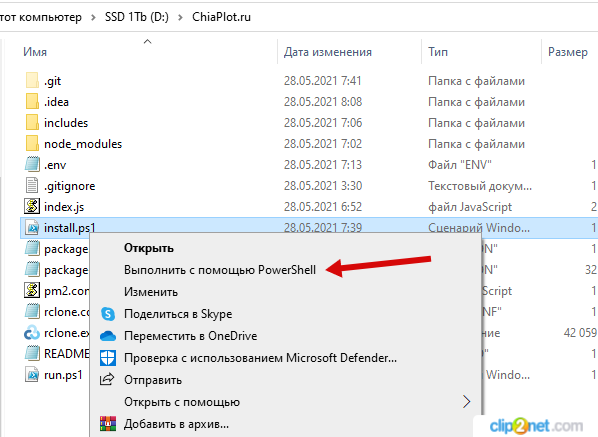 тот компьютер > SSD 1Tb (D:) > ChiaPlot.ru
Имя Дата изменения Тип Размер
.git 28.05.2021 7:41 Папка с файлами
.idea 28.05.2021 8:08 Папка с файлами
includes 28.05.2021 7:06 Папка с файлами
node_modules 28.05.2021 7:02 Папка с файлами
.env 28.05.2021 7:13 Файл "ENV" 1
.gitignore 28.05.2021 3:30 Текстовый докум... 1
index.js 28.05.2021 6:52 файл JavaScript 2
install.ps1 28.05.2021 7:39 Сценарий Windo... 1
package
Открыть
package 32
Выполнить с помощью PowerShell
pm2.con 1
Изменить
rclone.co 1
Поделиться в Skype
rclone.ex 42 059
Переместить в OneDrive
README
Проверка с использованием Microsoft Defender...
run.ps1 Windo... 1
Отправить
Открыть с помощью
Добавить в архив...
clip2net.com